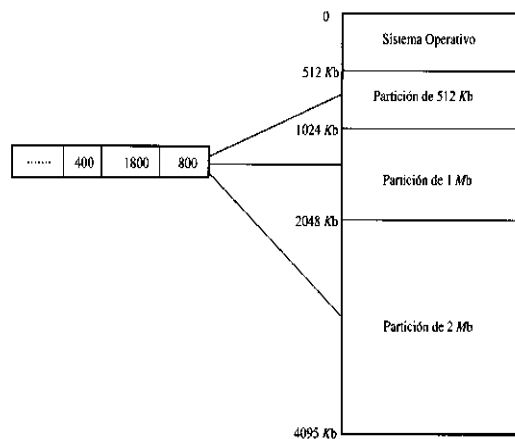 0
Sistema Operativo
512 Kb
Partición de 512 Kb
1024 Kb
....... 400 1800 800
Partición de 1 Mb
2048 Kb
Partición de 2 Mb
4095 Kb